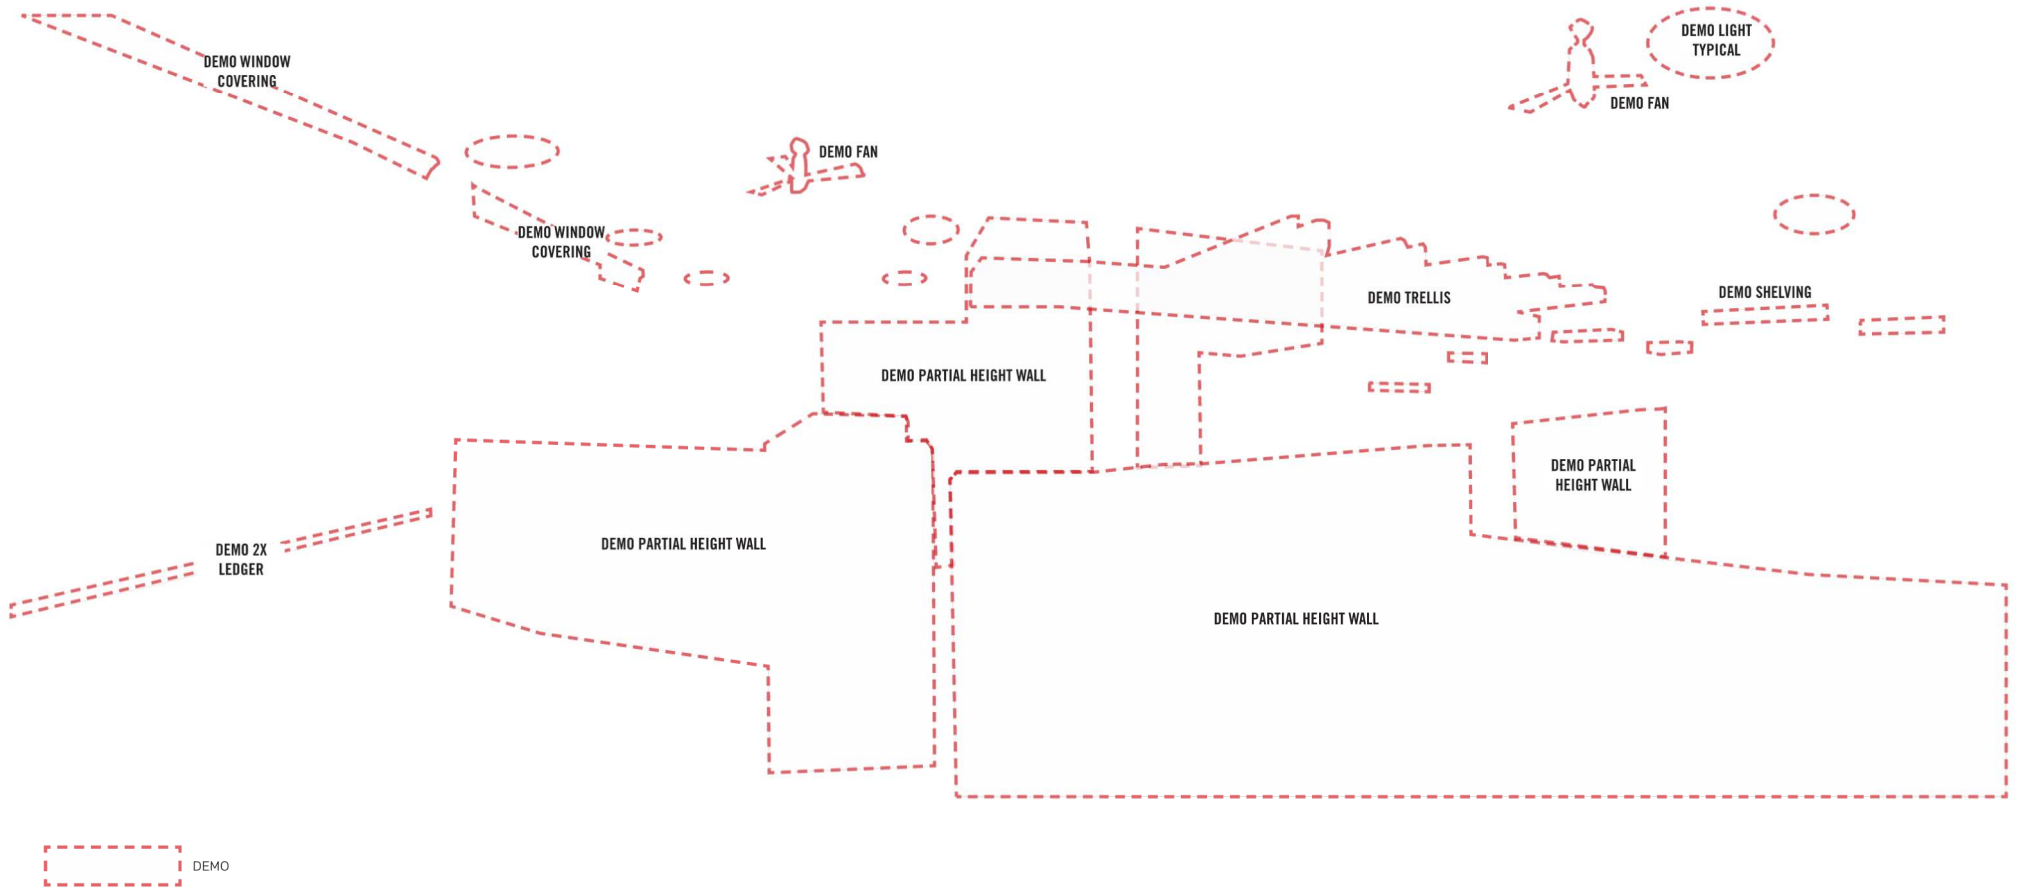 DEMO LIGHT
TYPICAL
DEMO WINDOW
COVERING
DEMO FAN
DEMO FAN
DEMO WINDOW
COVERING
DEMO TRELLIS
DEMO SHELVING
DEMO PARTIAL HEIGHT WALL
DEMO PARTIAL
HEIGHT WALL
DEMO PARTIAL HEIGHT WALL
DEMO 2X
LEDGER
DEMO PARTIAL HEIGHT WALL
DEMO